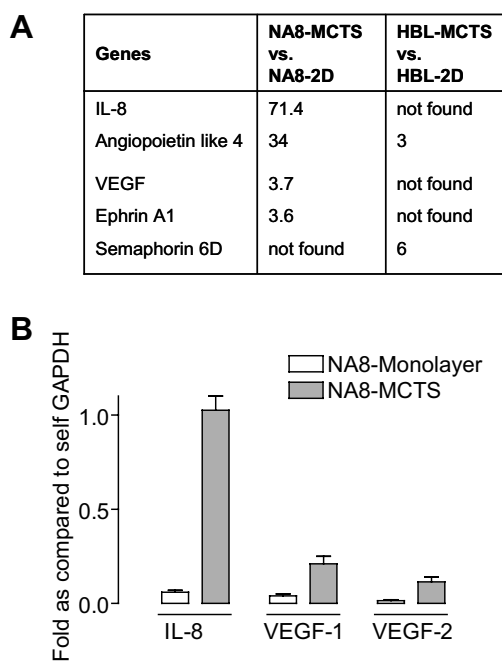 A
Genes
NA8-MCTS
vs.
NA8-2D
HBL-MCTS
vs.
HBL-2D
IL-8 71.4 not found
Angiopoietin like 4 34 3
VEGF 3.7 not found
Ephrin A1 3.6 not found
Semaphorin 6D not found 6
B
Fold as compared to self GAPDH
NA8-Monolayer
NA8-MCTS
1.0
0.5
0.0
IL-8 VEGF-1 VEGF-2